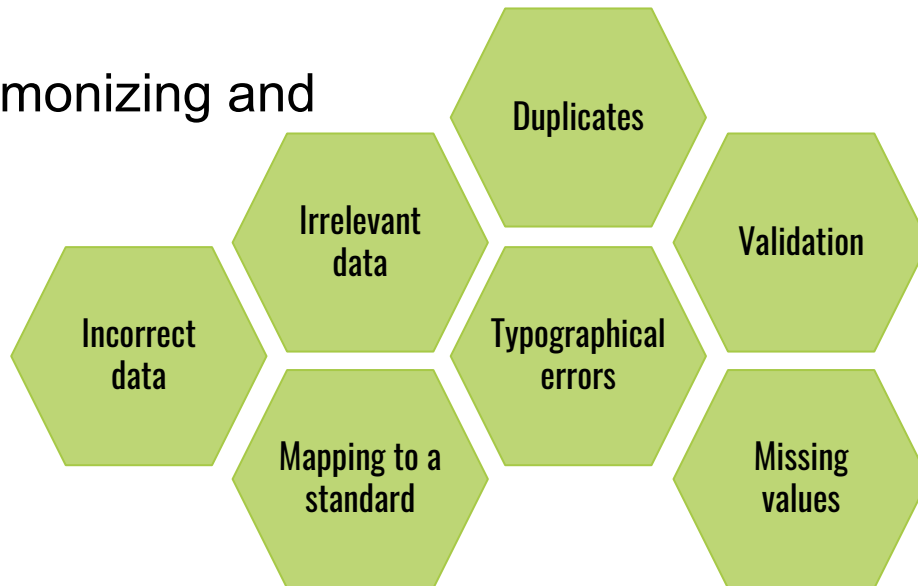 monizing and
Duplicates
Irrelevant
data
Validation
Incorrect
data
Typographical
errors
Mapping to a
standard
Missing
values